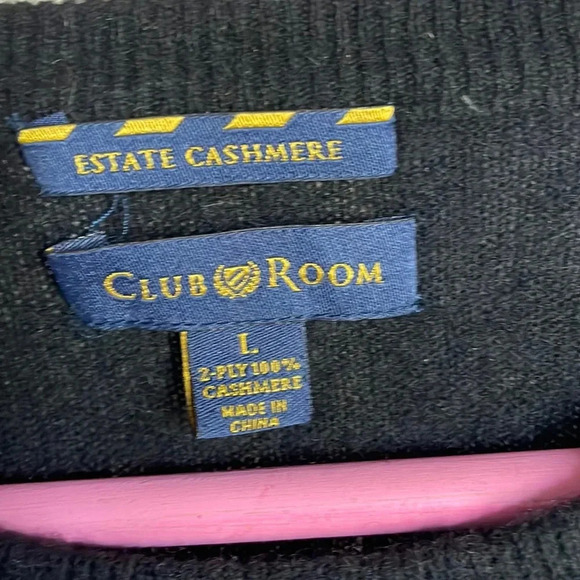 ESTATE CASHMERE
CLUB ROOM
L
2-PLY 100%
CASHMERE
MADE IN
CHINA